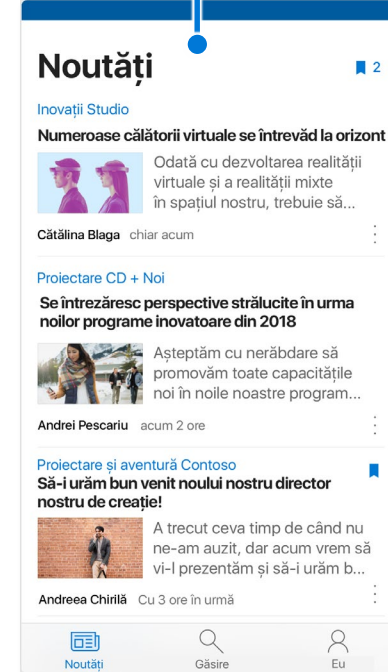 Noutăți
2
Inovații Studio
Numeroase călătorii virtuale se întrevăd la orizont
Odată cu dezvoltarea realității
virtuale și a realității mixte
în spațiul nostru, trebuie să...
Cătălina Blaga chiar acum
Proiectare CD + Noi
Se întrezăresc perspective strălucite în urma
noilor programe inovatoare din 2018
Așteptăm cu nerăbdare să
promovăm toate capacitățile
noi în noile noastre program...
Andrei Pescariu acum 2 ore
Proiectare și aventură Contoso
Să-i urăm bun venit noului nostru director
nostru de creație!
A trecut ceva timp de când nu
ne-am auzit, dar acum vrem să
vi-l prezentăm și să-i urăm b...
Andreea Chirilă Cu 3 ore în urmă
Noutăți Găsire Eu